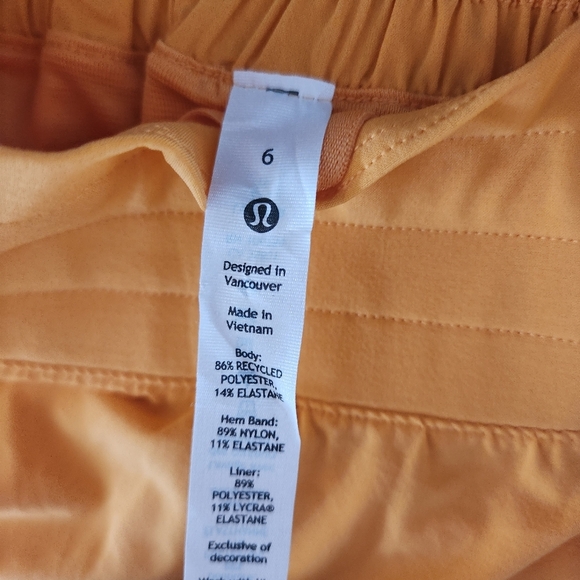 6
Designed in
Vancouver
Made in
Vietnam
Body:
86% RECYCLED
POLYESTER,
14% ELASTANE
Hem Band:
89% NYLON,
11% ELASTANE
Liner:
89%
POLYESTER,
11% LYCRA®
ELASTANE
Exclusive of
decoration